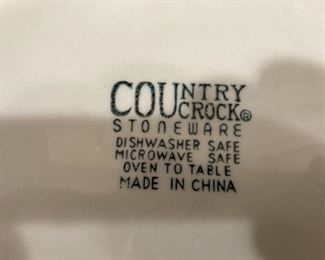 COUNTRY
CROCK®
STONEWARE
DISHWASHER SAFE
MICROWAVE SAFE
OVEN TO TABLE
MADE IN CHINA